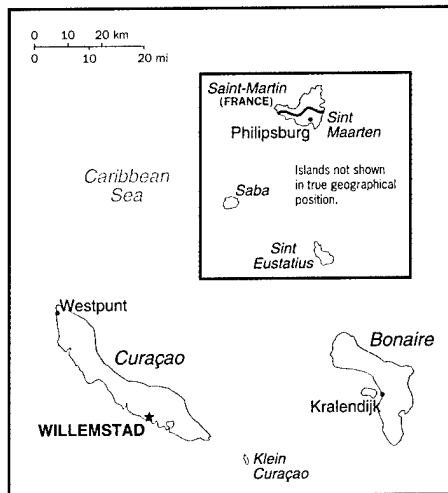 0 10 20 km
0 10 20 mi
Saint-Martin
(FRANCE)
Sint
Maarten
Philipsburg
Islands not shown
in true geographical
position.
Caribbean
Sea
Saba
Sint
Eustatius
Westpunt
Curaçao
Bonaire
Kralendijk
WILLEMSTAD
Klein
Curaçao